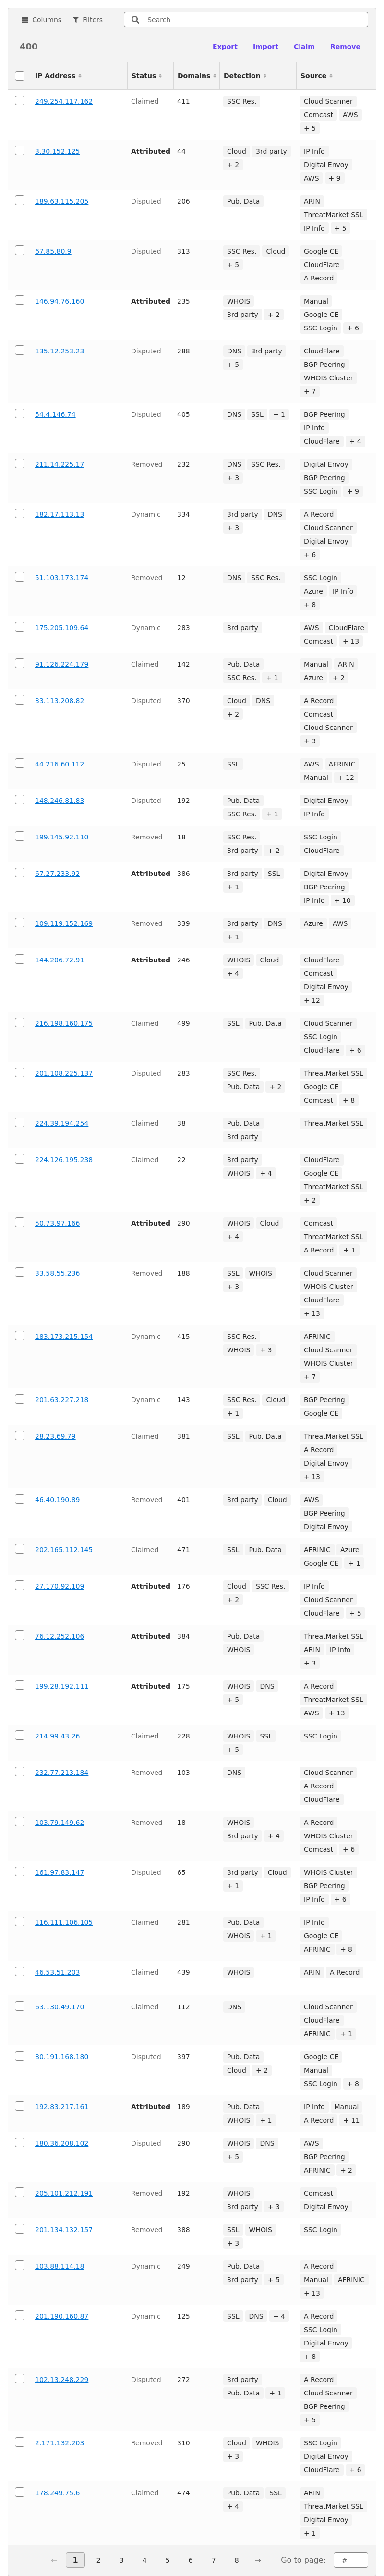 Columns Filters Search
400 Export Import Claim Remove
IP Address Status Domains Detection Source
249.254.117.162 Claimed 411 SSC Res. Cloud Scanner
Comcast AWS
+ 5
3.30.152.125 Attributed 44 Cloud 3rd party IP Info
+ 2 Digital Envoy
AWS + 9
189.63.115.205 Disputed 206 Pub. Data ARIN
ThreatMarket SSL
IP Info + 5
67.85.80.9 Disputed 313 SSC Res. Cloud Google CE
+ 5 CloudFlare
A Record
146.94.76.160 Attributed 235 WHOIS Manual
3rd party + 2 Google CE
SSC Login + 6
135.12.253.23 Disputed 288 DNS 3rd party CloudFlare
+ 5 BGP Peering
WHOIS Cluster
+ 7
54.4.146.74 Disputed 405 DNS SSL + 1 BGP Peering
IP Info
CloudFlare + 4
211.14.225.17 Removed 232 DNS SSC Res. Digital Envoy
+ 3 BGP Peering
SSC Login + 9
182.17.113.13 Dynamic 334 3rd party DNS A Record
+ 3 Cloud Scanner
Digital Envoy
+ 6
51.103.173.174 Removed 12 DNS SSC Res. SSC Login
Azure IP Info
+ 8
175.205.109.64 Dynamic 283 3rd party AWS CloudFlare
Comcast + 13
91.126.224.179 Claimed 142 Pub. Data Manual ARIN
SSC Res. + 1 Azure + 2
33.113.208.82 Disputed 370 Cloud DNS A Record
+ 2 Comcast
Cloud Scanner
+ 3
44.216.60.112 Disputed 25 SSL AWS AFRINIC
Manual + 12
148.246.81.83 Disputed 192 Pub. Data Digital Envoy
SSC Res. + 1 IP Info
199.145.92.110 Removed 18 SSC Res. SSC Login
3rd party + 2 CloudFlare
67.27.233.92 Attributed 386 3rd party SSL Digital Envoy
+ 1 BGP Peering
IP Info + 10
109.119.152.169 Removed 339 3rd party DNS Azure AWS
+ 1
144.206.72.91 Attributed 246 WHOIS Cloud CloudFlare
+ 4 Comcast
Digital Envoy
+ 12
216.198.160.175 Claimed 499 SSL Pub. Data Cloud Scanner
SSC Login
CloudFlare + 6
201.108.225.137 Disputed 283 SSC Res. ThreatMarket SSL
Pub. Data + 2 Google CE
Comcast + 8
224.39.194.254 Claimed 38 Pub. Data ThreatMarket SSL
3rd party
224.126.195.238 Claimed 22 3rd party CloudFlare
WHOIS + 4 Google CE
ThreatMarket SSL
+ 2
50.73.97.166 Attributed 290 WHOIS Cloud Comcast
+ 4 ThreatMarket SSL
A Record + 1
33.58.55.236 Removed 188 SSL WHOIS Cloud Scanner
+ 3 WHOIS Cluster
CloudFlare
+ 13
183.173.215.154 Dynamic 415 SSC Res. AFRINIC
WHOIS + 3 Cloud Scanner
WHOIS Cluster
+ 7
201.63.227.218 Dynamic 143 SSC Res. Cloud BGP Peering
+ 1 Google CE
28.23.69.79 Claimed 381 SSL Pub. Data ThreatMarket SSL
A Record
Digital Envoy
+ 13
46.40.190.89 Removed 401 3rd party Cloud AWS
BGP Peering
Digital Envoy
202.165.112.145 Claimed 471 SSL Pub. Data AFRINIC Azure
Google CE + 1
27.170.92.109 Attributed 176 Cloud SSC Res. IP Info
+ 2 Cloud Scanner
CloudFlare + 5
76.12.252.106 Attributed 384 Pub. Data ThreatMarket SSL
WHOIS ARIN IP Info
+ 3
199.28.192.111 Attributed 175 WHOIS DNS A Record
+ 5 ThreatMarket SSL
AWS + 13
214.99.43.26 Claimed 228 WHOIS SSL SSC Login
+ 5
232.77.213.184 Removed 103 DNS Cloud Scanner
A Record
CloudFlare
103.79.149.62 Removed 18 WHOIS A Record
3rd party + 4 WHOIS Cluster
Comcast + 6
161.97.83.147 Disputed 65 3rd party Cloud WHOIS Cluster
+ 1 BGP Peering
IP Info + 6
116.111.106.105 Claimed 281 Pub. Data IP Info
WHOIS + 1 Google CE
AFRINIC + 8
46.53.51.203 Claimed 439 WHOIS ARIN A Record
63.130.49.170 Claimed 112 DNS Cloud Scanner
CloudFlare
AFRINIC + 1
80.191.168.180 Disputed 397 Pub. Data Google CE
Cloud + 2 Manual
SSC Login + 8
192.83.217.161 Attributed 189 Pub. Data IP Info Manual
WHOIS + 1 A Record + 11
180.36.208.102 Disputed 290 WHOIS DNS AWS
+ 5 BGP Peering
AFRINIC + 2
205.101.212.191 Removed 192 WHOIS Comcast
3rd party + 3 Digital Envoy
201.134.132.157 Removed 388 SSL WHOIS SSC Login
+ 3
103.88.114.18 Dynamic 249 Pub. Data A Record
3rd party + 5 Manual AFRINIC
+ 13
201.190.160.87 Dynamic 125 SSL DNS + 4 A Record
SSC Login
Digital Envoy
+ 8
102.13.248.229 Disputed 272 3rd party A Record
Pub. Data + 1 Cloud Scanner
BGP Peering
+ 5
2.171.132.203 Removed 310 Cloud WHOIS SSC Login
+ 3 Digital Envoy
CloudFlare + 6
178.249.75.6 Claimed 474 Pub. Data SSL ARIN
+ 4 ThreatMarket SSL
Digital Envoy
+ 1
← 1 2 3 4 5 6 7 8 → Go to page: #